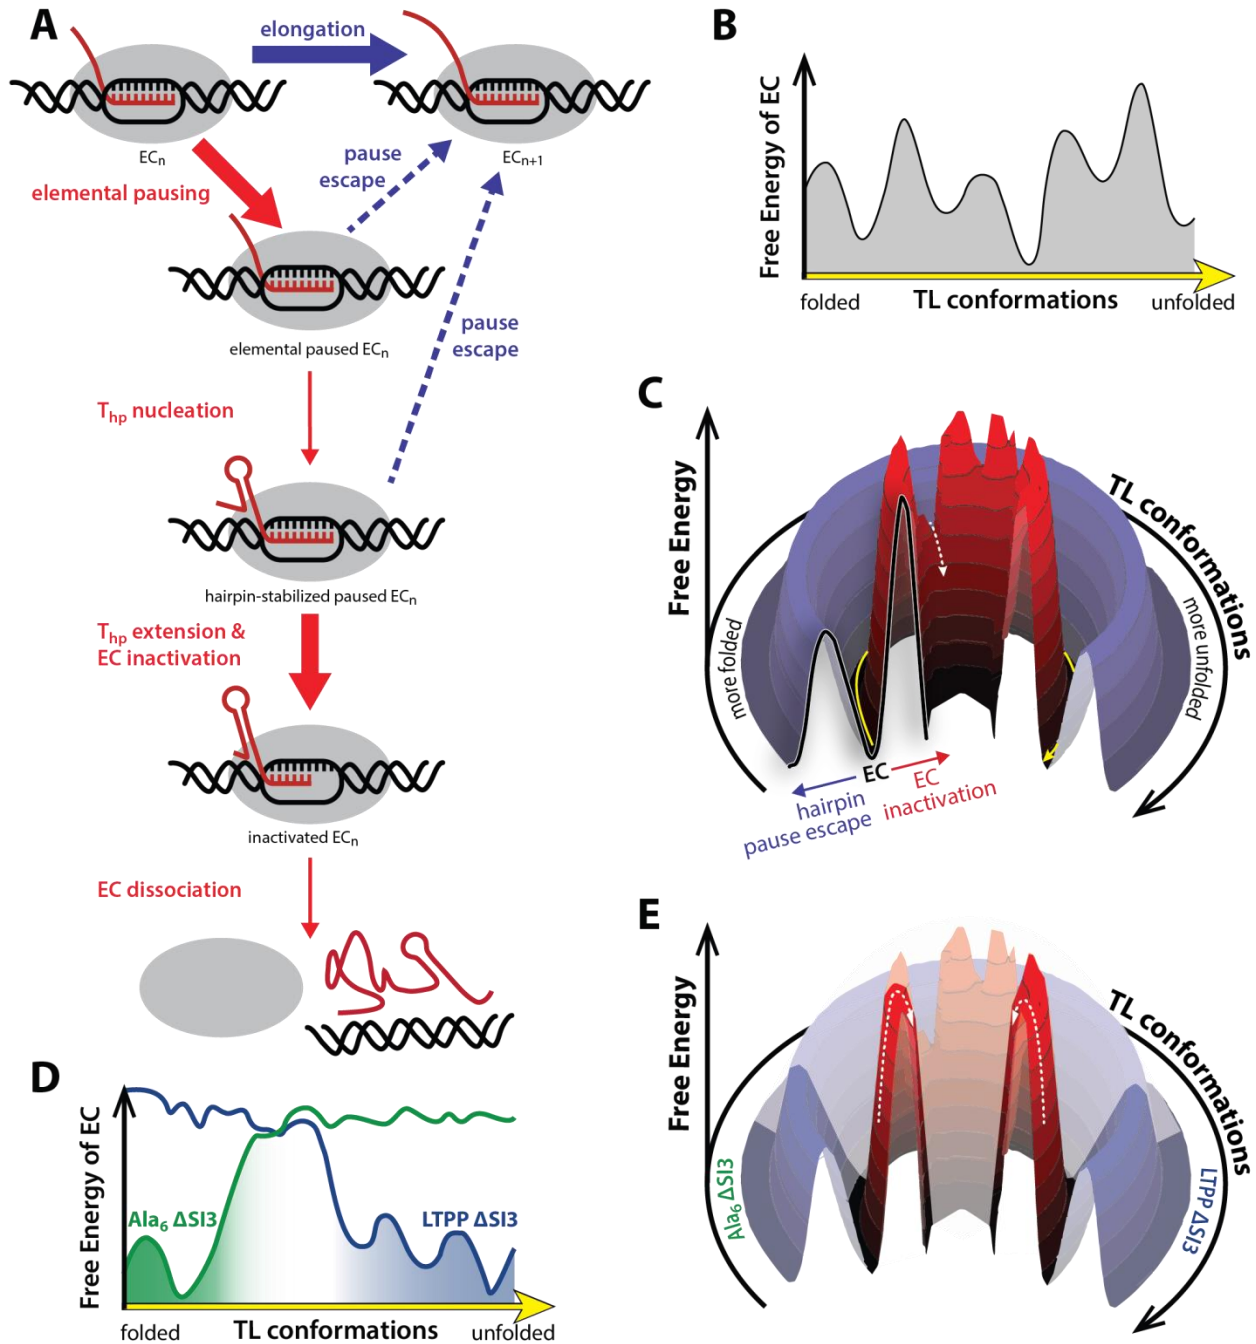 A
elongation
ECn
ECn+1
pause
escape
elemental pausing
elemental paused ECn
pause
escape
Thp nucleation
hairpin-stabilized paused ECn
Thp extension &
EC inactivation
inactivated ECn
EC dissociation
B
Free Energy of EC
folded
TL conformations
unfolded
C
Free Energy
TL conformations
more folded
more unfolded
EC
hairpin
pause escape
EC
inactivation
D
Free Energy of EC
Ala6 ΔSI3
LTPP ΔSI3
folded
TL conformations
unfolded
E
Free Energy
TL conformations
Ala6 ΔSI3
LTPP ΔSI3